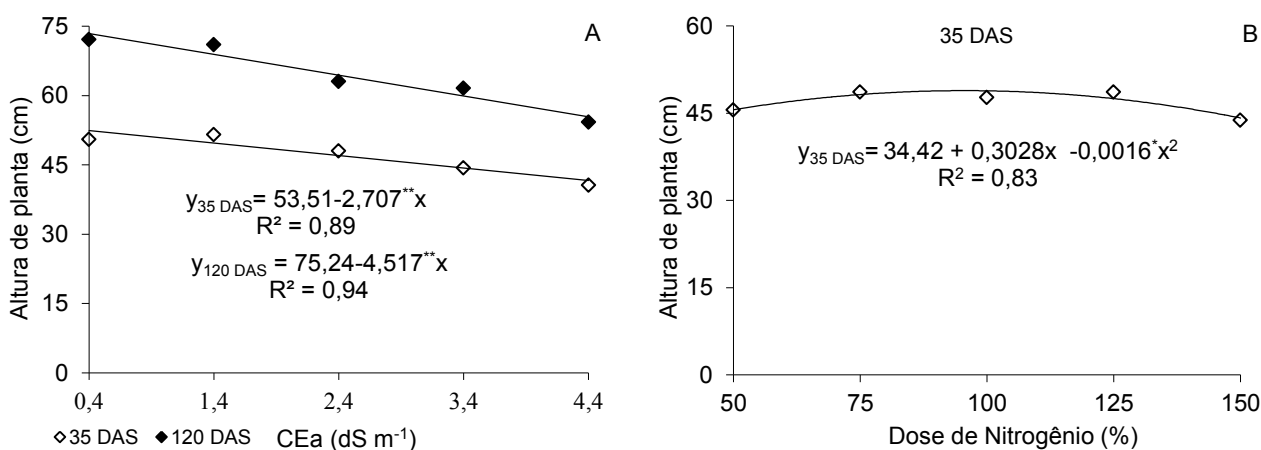 A
Altura de planta (cm)
75
60
45
30
15
0
y35 DAS= 53,51-2,707**x
R² = 0,89
y120 DAS = 75,24-4,517**x
R² = 0,94
0,4 1,4 2,4 3,4 4,4
35 DAS 120 DAS CEa (dS m-1)
35 DAS B
Altura de planta (cm)
60
45
30
15
0
y35 DAS= 34,42 + 0,3028x -0,0016*x2
R2 = 0,83
50 75 100 125 150
Dose de Nitrogênio (%)